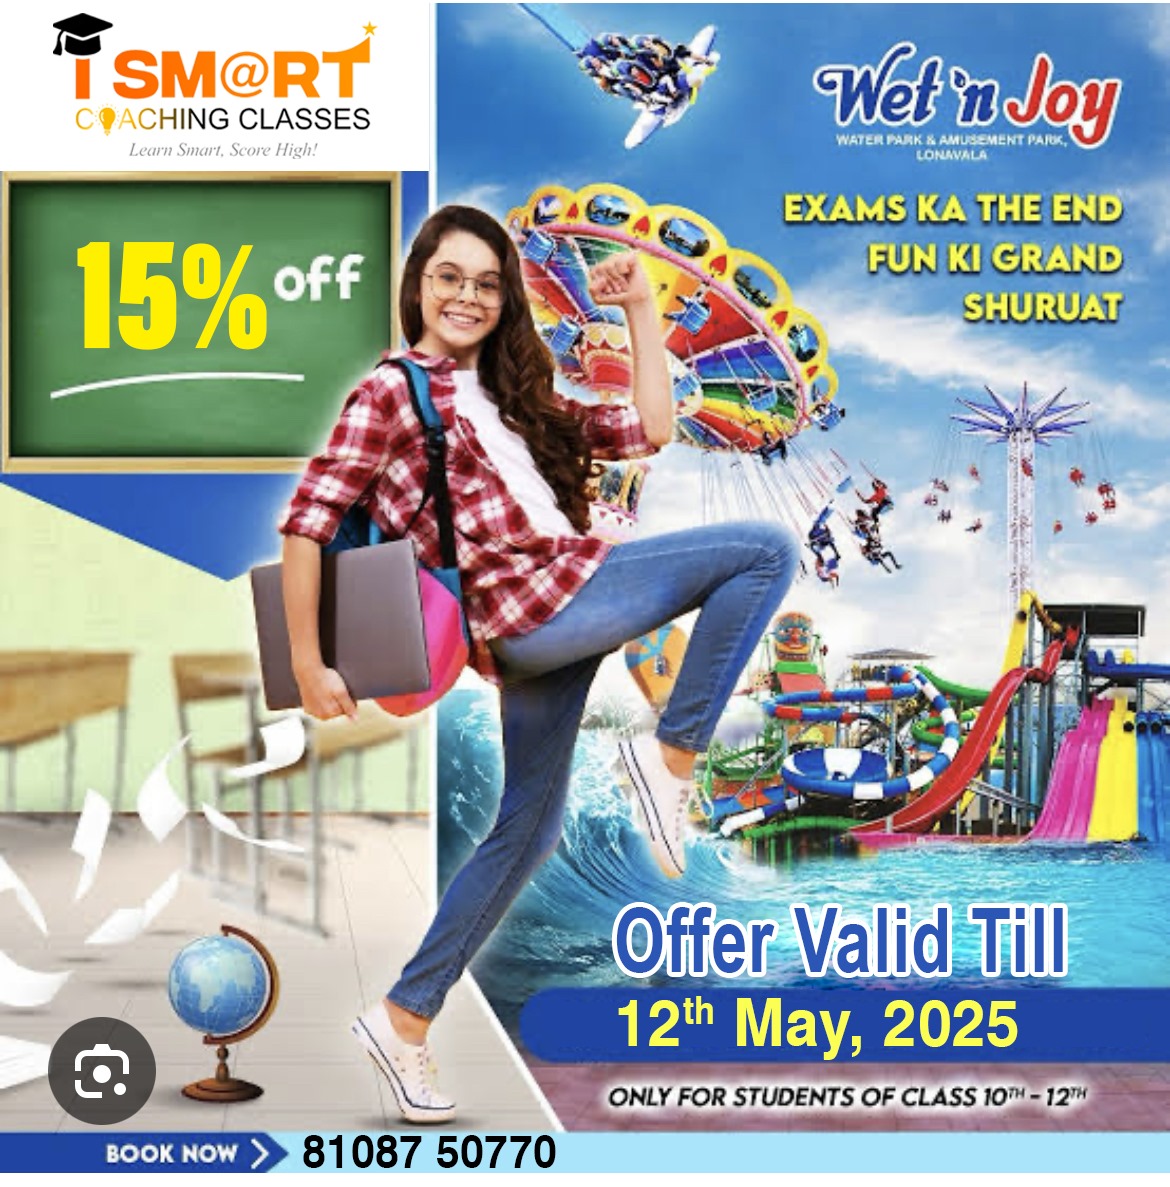 i SM@RT
COACHING CLASSES
Learn Smart, Score High!
15% off
Wet 'n Joy
WATER PARK & AMUSEMENT PARK,
LONAVALA
EXAMS KA THE END
FUN KI GRAND
SHURUAT
Offer Valid Till
12th May, 2025
ONLY FOR STUDENTS OF CLASS 10TH - 12TH
BOOK NOW 81087 50770